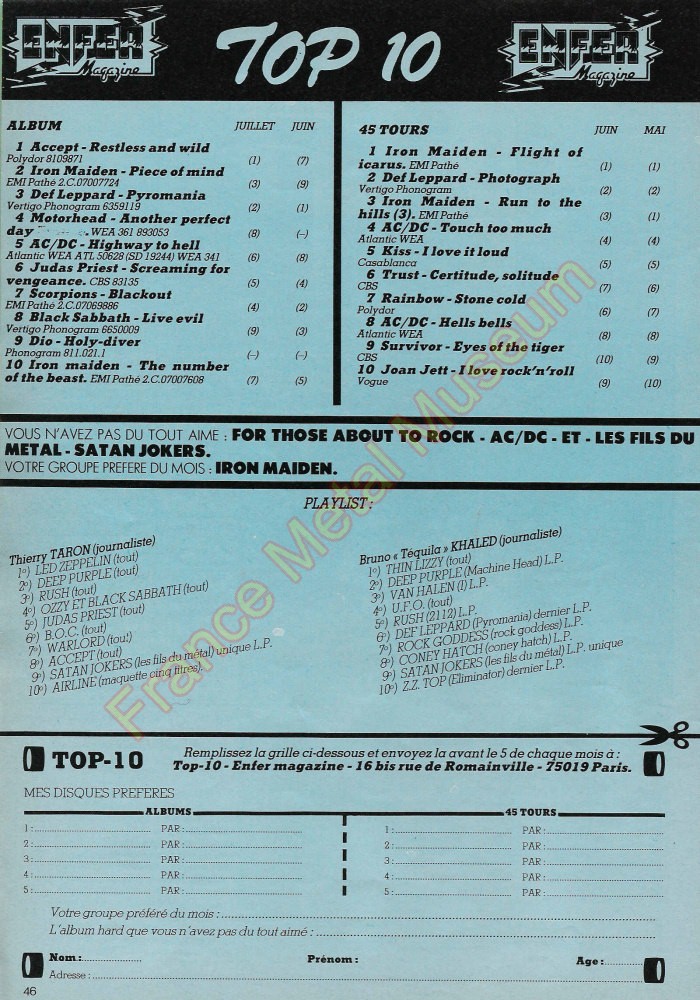 ENFER
Magazine
TOP 10
ENFER
Magazine
ALBUM JUILLET JUIN
1 Accept - Restless and wild
Polydor 8109871 (1) (7)
2 Iron Maiden - Piece of mind
EMI Pathé 2.C.07007724 (3) (9)
3 Def Leppard - Pyromania
Vertigo Phonogram 6359119 (2) (1)
4 Motorhead - Another perfect
day . WEA 361 893053 (8) (–)
5 AC/DC - Highway to hell
Atlantic WEA ATL 50628 (SD 19244) WEA 341 (6) (8)
6 Judas Priest - Screaming for
vengeance. CBS 83135 (5) (4)
7 Scorpions - Blackout
EMI Pathé 2.C.07069886 (4) (2)
8 Black Sabbath - Live evil
Vertigo Phonogram 6650009 (9) (3)
9 Dio - Holy-diver
Phonogram 811.021.1 (–) (–)
10 Iron maiden - The number
of the beast. EMI Pathé 2.C.07007608 (7) (5)
45 TOURS JUIN MAI
1 Iron Maiden - Flight of
icarus. EMI Pathé (1) (1)
2 Def Leppard - Photograph
Vertigo Phonogram (2) (2)
3 Iron Maiden - Run to the
hills (3). EMI Pathé (3) (1)
4 AC/DC - Touch too much
Atlantic WEA (4) (4)
5 Kiss - I love it loud
Casablanca (5) (5)
6 Trust - Certitude, solitude
CBS (7) (6)
7 Rainbow - Stone cold
Polydor (6) (7)
8 AC/DC - Hells bells
Atlantic WEA (8) (8)
9 Survivor - Eyes of the tiger
CBS (10) (9)
10 Joan Jett - I love rock'n'roll
Vogue (9) (10)
VOUS N'AVEZ PAS DU TOUT AIME : FOR THOSE ABOUT TO ROCK - AC/DC - ET - LES FILS DU
METAL - SATAN JOKERS.
VOTRE GROUPE PREFERE DU MOIS : IRON MAIDEN.
PLAYLIST :
Thierry TARON (journaliste)
1º) LED ZEPPELIN (tout)
2º) DEEP PURPLE (tout)
3º) RUSH (tout)
4º) OZZY ET BLACK SABBATH (tout)
5º) JUDAS PRIEST (tout)
6º) B.O.C. (tout)
7º) WARLORD (tout)
8º) ACCEPT (tout)
9º) SATAN JOKERS (les fils du métal) unique L.P.
10º) AIRLINE (maquette cinq titres).
Bruno « Téquila » KHALED (journaliste)
1º) THIN LIZZY (tout)
2º) DEEP PURPLE (Machine Head) L.P.
3º) VAN HALEN (I) L.P.
4º) U.F.O. (tout)
5º) RUSH (2112) L.P.
6º) DEF LEPPARD (Pyromania) dernier L.P.
7º) ROCK GODDESS (rock goddess) L.P.
8º) CONEY HATCH (coney hatch) L.P.
9º) SATAN JOKERS (les fils du métal) L.P. unique
10º) Z.Z. TOP (Eliminator) dernier L.P.
France Metal Museum
TOP-10
Remplissez la grille ci-dessous et envoyez la avant le 5 de chaque mois à :
Top-10 - Enfer magazine - 16 bis rue de Romainville - 75019 Paris.
MES DISQUES PREFERES
ALBUMS 45 TOURS
1 : PAR : 1 : PAR :
2 : PAR : 2 : PAR :
3 : PAR : 3 : PAR :
4 : PAR : 4 : PAR :
5 : PAR : 5 : PAR :
Votre groupe préféré du mois :
L'album hard que vous n'avez pas du tout aimé :
Nom : Prénom : Age :
Adresse :
46